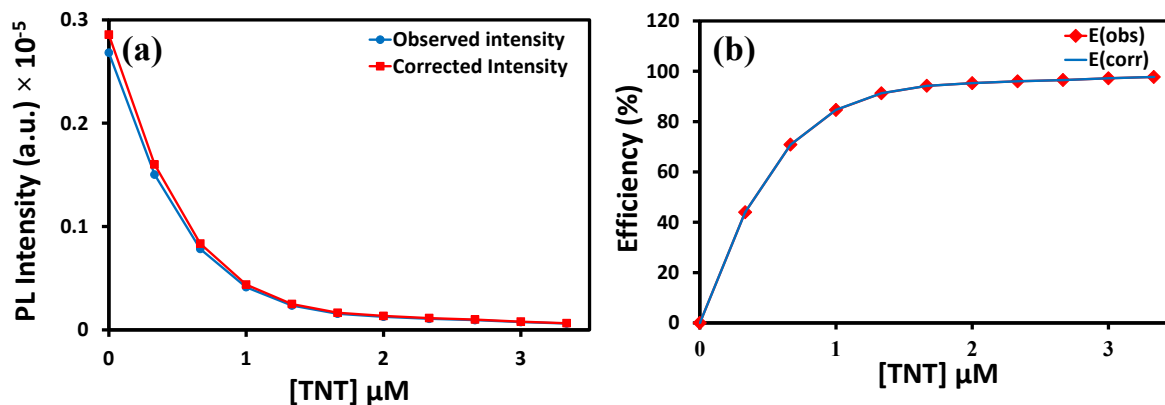 (a)
Observed intensity
Corrected Intensity
PL Intensity (a.u.) × 10⁻⁵
0.3
0.2
0.1
0
0 1 2 3
[TNT] µM
(b)
E(obs)
E(corr)
Efficiency (%)
120
100
80
60
40
20
0
0 1 2 3
[TNT] µM